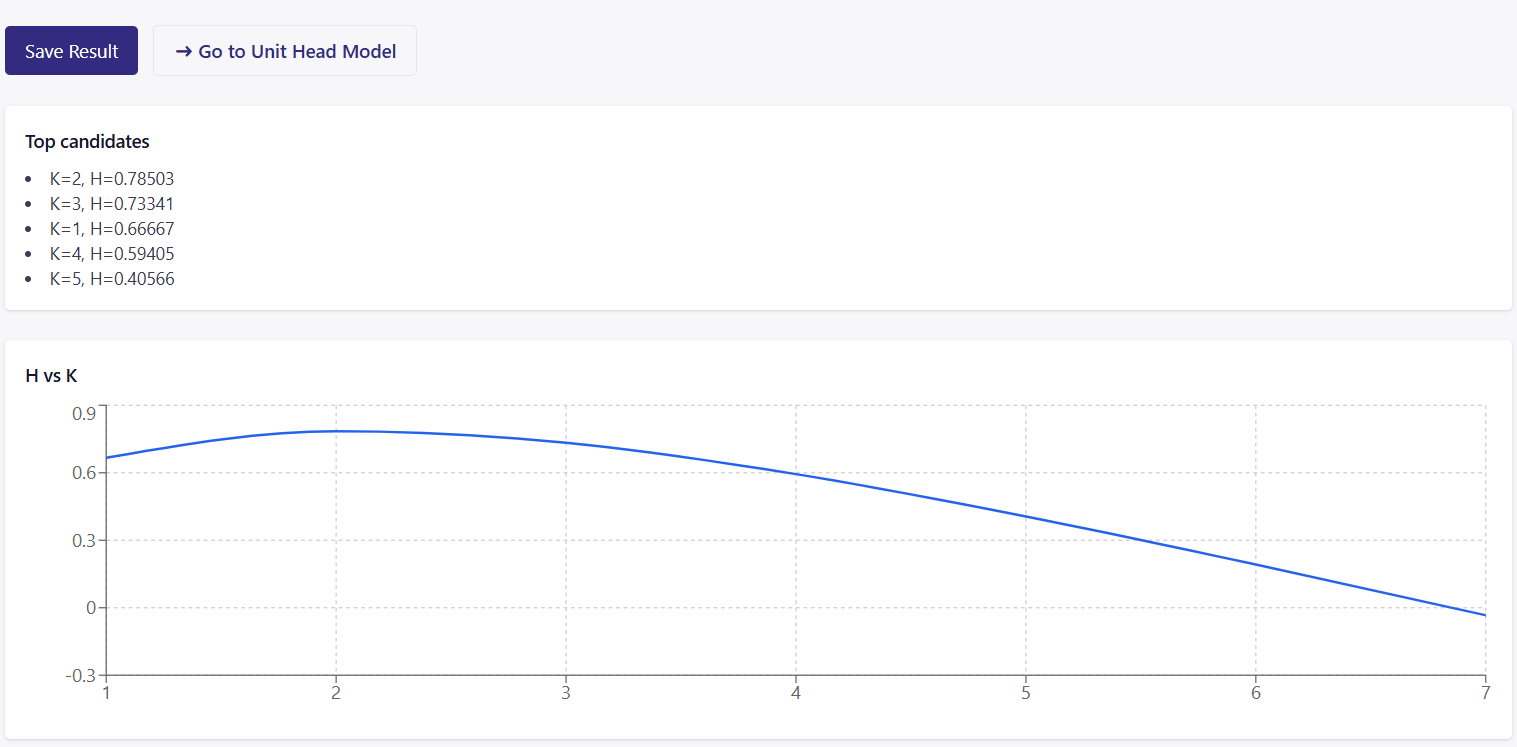 Save Result
→ Go to Unit Head Model
Top candidates
K=2, H=0.78503
K=3, H=0.73341
K=1, H=0.66667
K=4, H=0.59405
K=5, H=0.40566
H vs K
0.9
0.6
0.3
0
-0.3
1 2 3 4 5 6 7